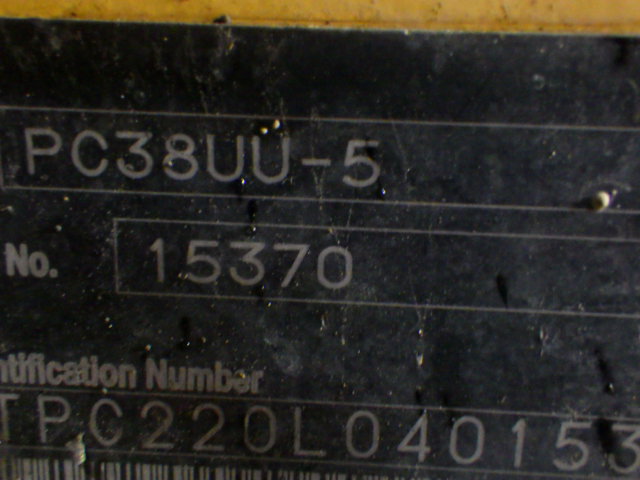 PC38UU-5
No. 15370
ntification Number
TPC220L040153